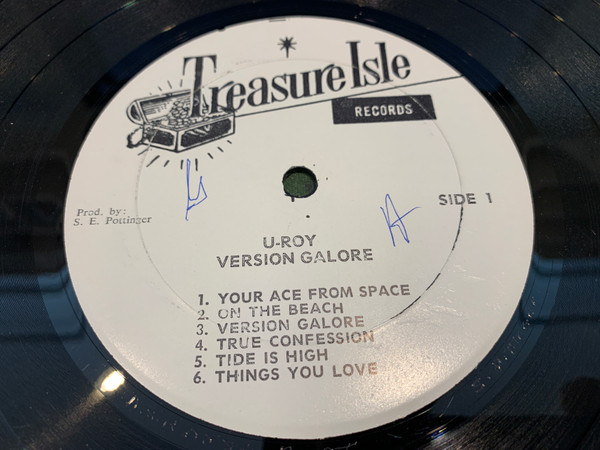 Treasure Isle
RECORDS
Prod. by:
S. E. Pottinger
SIDE 1
U-ROY
VERSION GALORE
1. YOUR ACE FROM SPACE
2. ON THE BEACH
3. VERSION GALORE
4. TRUE CONFESSION
5. TIDE IS HIGH
6. THINGS YOU LOVE